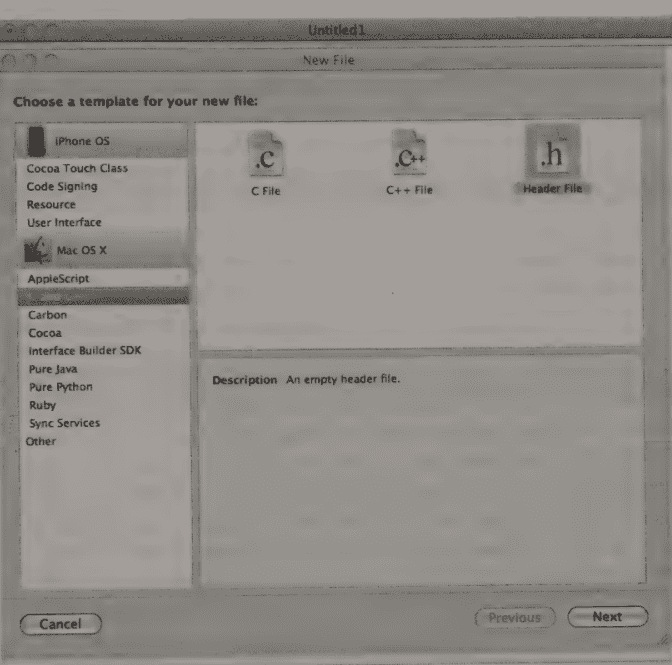 Untitled1
New File
Choose a template for your new file:
iPhone OS
Cocoa Touch Class
Code Signing
Resource
User Interface
Mac OS X
AppleScript
Carbon
Cocoa
Interface Builder SDK
Pure Java
Pure Python
Ruby
Sync Services
Other
.c
C File
.C++
C++ File
.h
Header File
Description An empty header file.
Cancel
Previous
Next